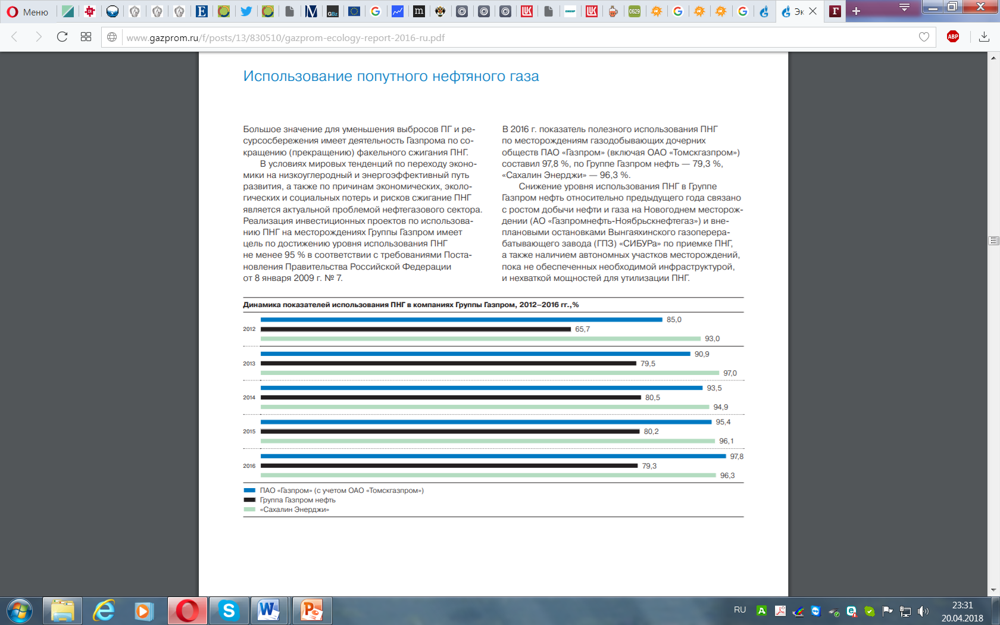 Меню
Эк
www.gazprom.ru/f/posts/13/830510/gazprom-ecology-report-2016-ru.pdf
ABP
Использование попутного нефтяного газа
Большое значение для уменьшения выбросов ПГ и ре-
сурсосбережения имеет деятельность Газпрома по со-
кращению (прекращению) факельного сжигания ПНГ.
В условиях мировых тенденций по переходу эконо-
мики на низкоуглеродный и энергоэффективный путь
развития, а также по причинам экономических, эколо-
гических и социальных потерь и рисков сжигание ПНГ
является актуальной проблемой нефтегазового сектора.
Реализация инвестиционных проектов по использова-
нию ПНГ на месторождениях Группы Газпром имеет
цель по достижению уровня использования ПНГ
не менее 95 % в соответствии с требованиями Поста-
новления Правительства Российской Федерации
от 8 января 2009 г. № 7.
В 2016 г. показатель полезного использования ПНГ
по месторождениям газодобывающих дочерних
обществ ПАО «Газпром» (включая ОАО «Томскгазпром»)
составил 97,8 %, по Группе Газпром нефть — 79,3 %,
«Сахалин Энерджи» — 96,3 %.
Снижение уровня использования ПНГ в Группе
Газпром нефть относительно предыдущего года связано
с ростом добычи нефти и газа на Новогоднем месторож-
дении (АО «Газпромнефть-Ноябрьскнефтегаз») и вне-
плановыми остановками Вынгаяхинского газоперера-
батывающего завода (ГПЗ) «СИБУРа» по приемке ПНГ,
а также наличием автономных участков месторождений,
пока не обеспеченных необходимой инфраструктурой,
и нехваткой мощностей для утилизации ПНГ.
Динамика показателей использования ПНГ в компаниях Группы Газпром, 2012–2016 гг.,%
85,0
2012 65,7
93,0
90,9
2013 79,5
97,0
93,5
2014 80,5
94,9
95,4
2015 80,2
96,1
97,8
2016 79,3
96,3
ПАО «Газпром» (с учетом ОАО «Томскгазпром»)
Группа Газпром нефть
«Сахалин Энерджи»
RU
23:31
20.04.2018